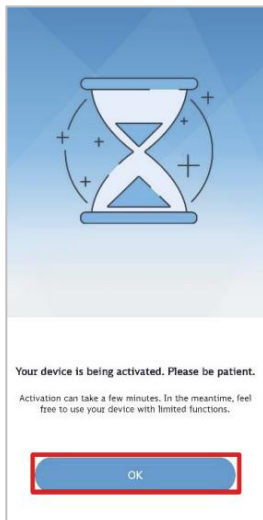 Your device is being activated. Please be patient.
Activation can take a few minutes. In the meantime, feel
free to use your device with limited functions.
OK